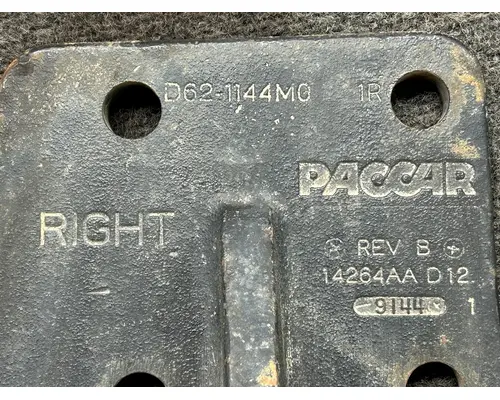 D62-1144M0 1R
PACCAR
RIGHT
REV B
14264AA D12
9144 1